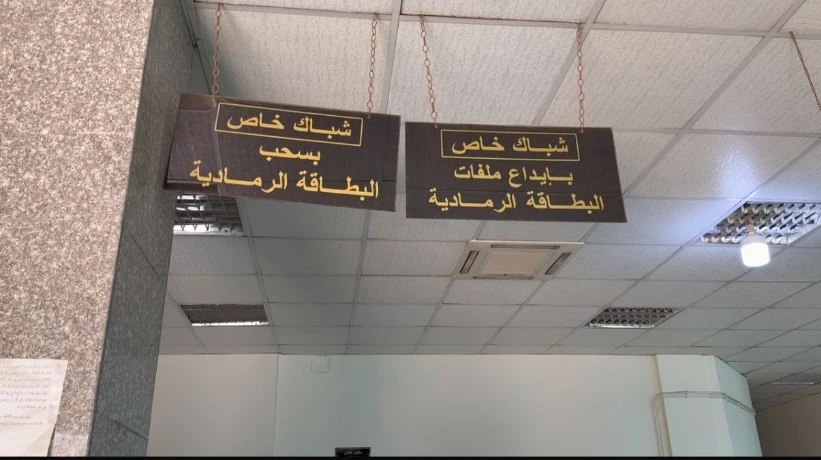 شباك خاص
بإيداع ملفات
البطاقة الرمادية
شباك خاص
بسحب
البطاقة الرمادية